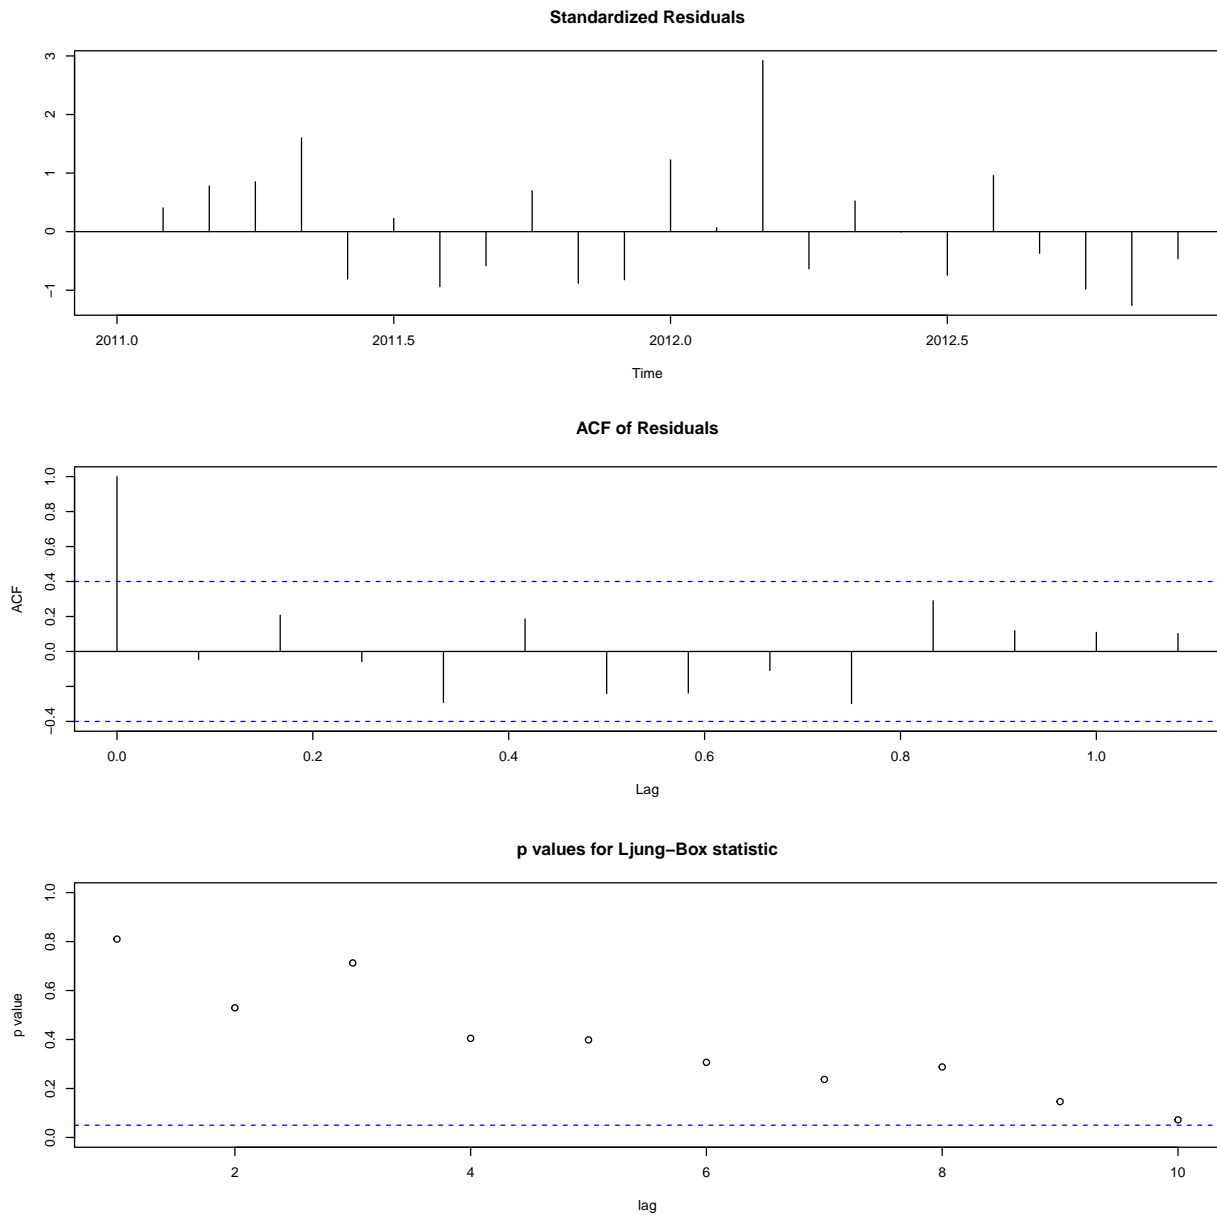 Standardized Residuals
3
2
1
0
−1
2011.0 2011.5 2012.0 2012.5
Time
ACF of Residuals
1.0
0.8
0.6
0.4
0.2
0.0
−0.4
ACF
0.0 0.2 0.4 0.6 0.8 1.0
Lag
p values for Ljung−Box statistic
1.0
0.8
0.6
0.4
0.2
0.0
p value
2 4 6 8 10
lag